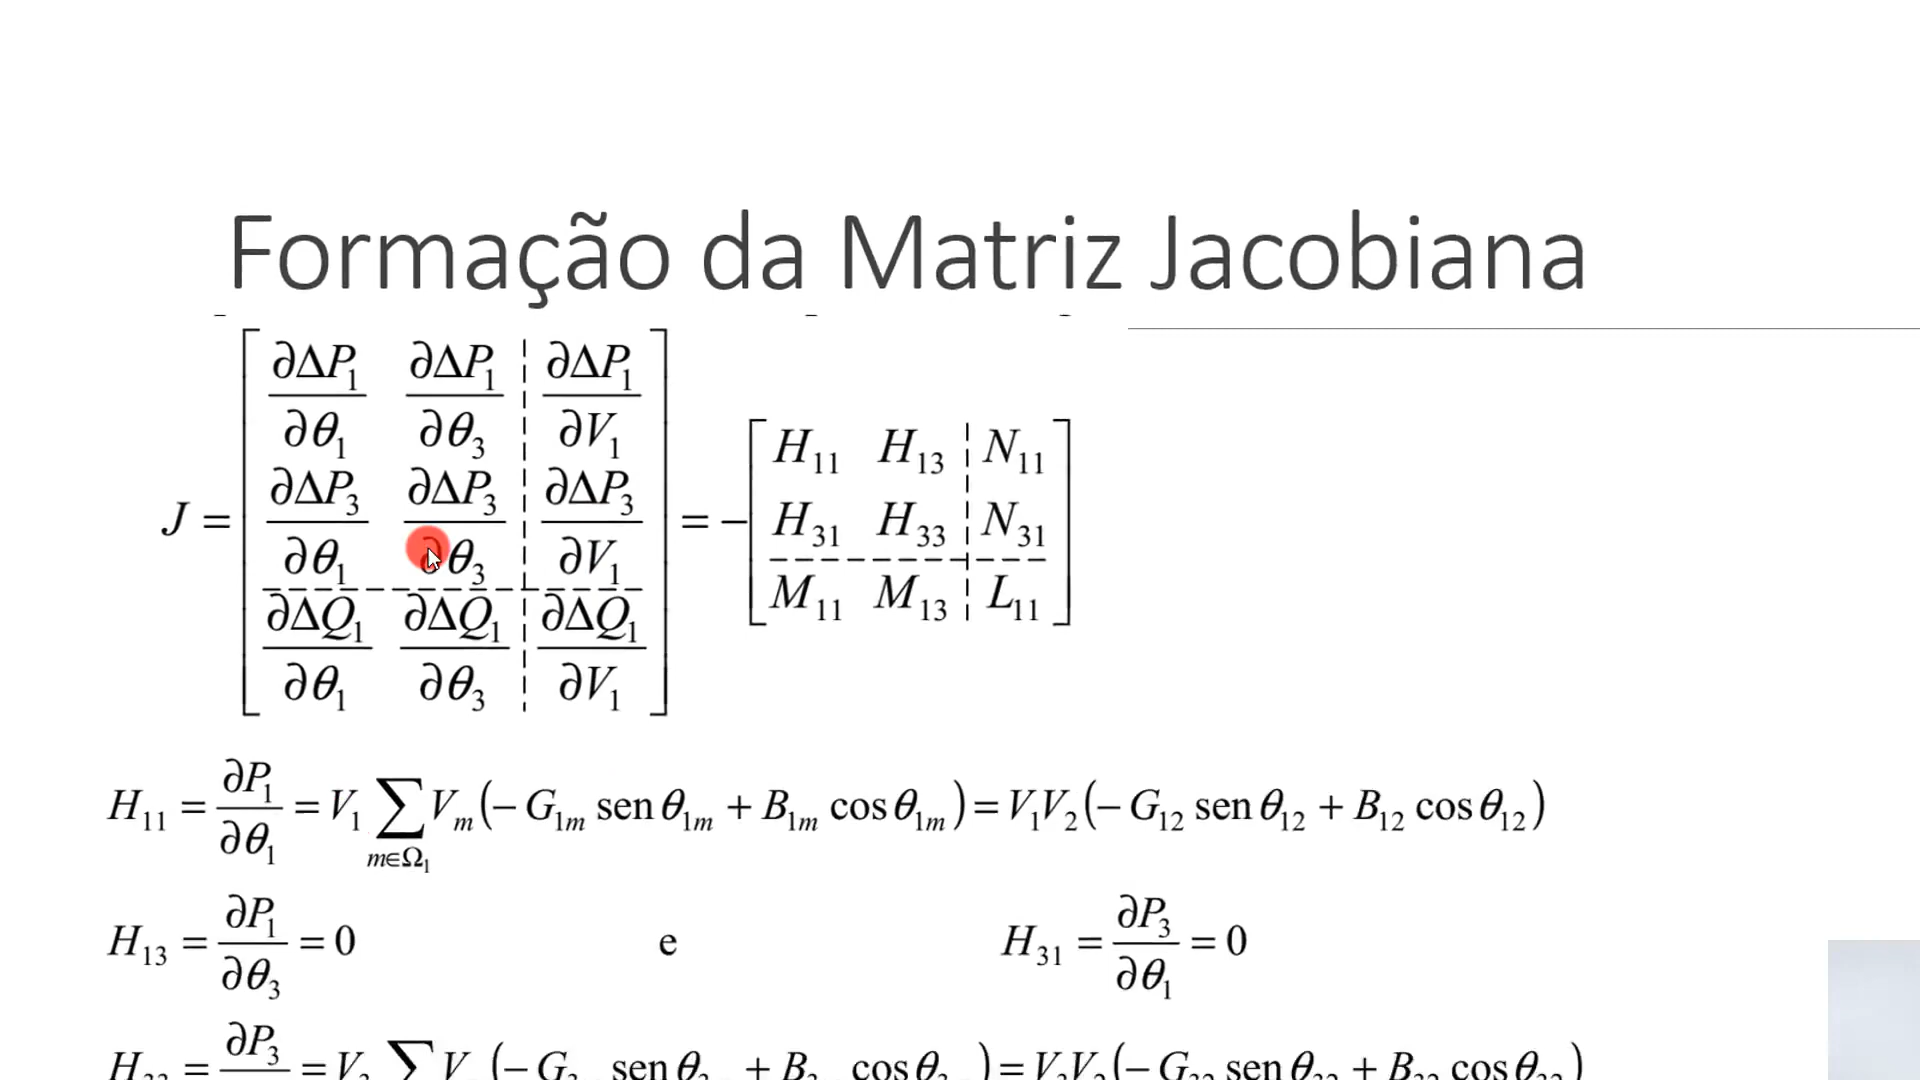 Formação da Matriz Jacobiana
J = [ ∂ΔP₁/∂θ₁ ∂ΔP₁/∂θ₃ ¦ ∂ΔP₁/∂V₁ ; ∂ΔP₃/∂θ₁ ∂ΔP₃/∂θ₃ ¦ ∂ΔP₃/∂V₁ ; ∂ΔQ₁/∂θ₁ ∂ΔQ₁/∂θ₃ ¦ ∂ΔQ₁/∂V₁ ] = −[ H₁₁ H₁₃ ¦ N₁₁ ; H₃₁ H₃₃ ¦ N₃₁ ; M₁₁ M₁₃ ¦ L₁₁ ]
H₁₁ = ∂P₁/∂θ₁ = V₁ ∑_{m∈Ω₁} Vₘ(−G₁ₘ sen θ₁ₘ + B₁ₘ cos θ₁ₘ) = V₁V₂(−G₁₂ sen θ₁₂ + B₁₂ cos θ₁₂)
H₁₃ = ∂P₁/∂θ₃ = 0 e H₃₁ = ∂P₃/∂θ₁ = 0